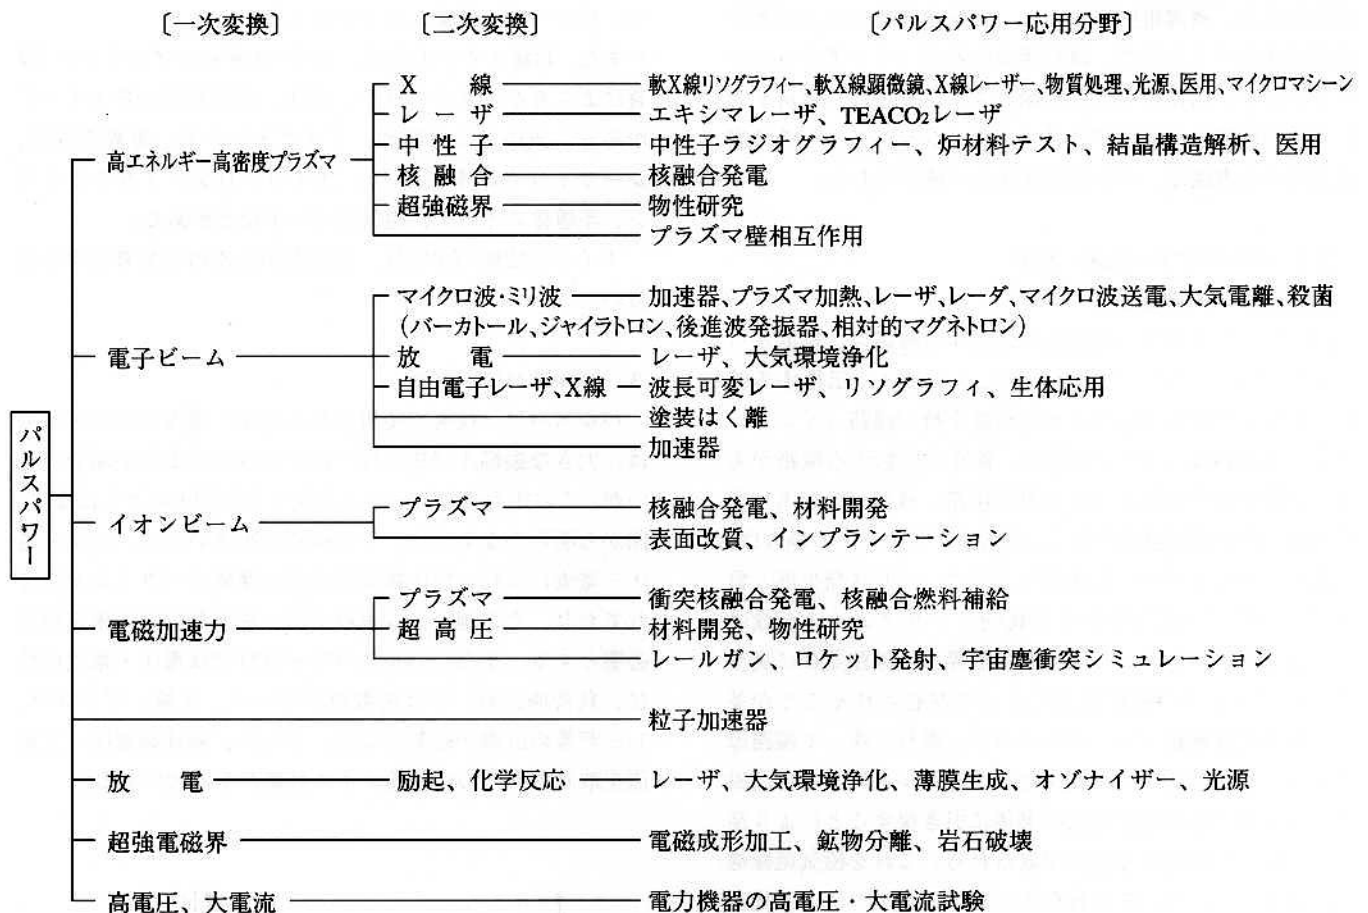 〔一次変換〕 〔二次変換〕 〔パルスパワー応用分野〕
X 線 軟X線リソグラフィー、軟X線顕微鏡、X線レーザー、物質処理、光源、医用、マイクロマシーン
レーザ エキシマレーザ、TEACO₂レーザ
中性子 中性子ラジオグラフィー、炉材料テスト、結晶構造解析、医用
高エネルギー高密度プラズマ
核融合 核融合発電
超強磁界 物性研究
プラズマ壁相互作用
マイクロ波・ミリ波 加速器、プラズマ加熱、レーザ、レーダ、マイクロ波送電、大気電離、殺菌
(バーカトール、ジャイラトロン、後進波発振器、相対的マグネトロン)
電子ビーム 放 電 レーザ、大気環境浄化
自由電子レーザ、X線 波長可変レーザ、リソグラフィ、生体応用
塗装はく離
加速器
パルスパワー
イオンビーム プラズマ 核融合発電、材料開発
表面改質、インプランテーション
プラズマ 衝突核融合発電、核融合燃料補給
電磁加速力 超高圧 材料開発、物性研究
レールガン、ロケット発射、宇宙塵衝突シミュレーション
粒子加速器
放 電 励起、化学反応 レーザ、大気環境浄化、薄膜生成、オゾナイザー、光源
超強電磁界 電磁成形加工、鉱物分離、岩石破壊
高電圧、大電流 電力機器の高電圧・大電流試験